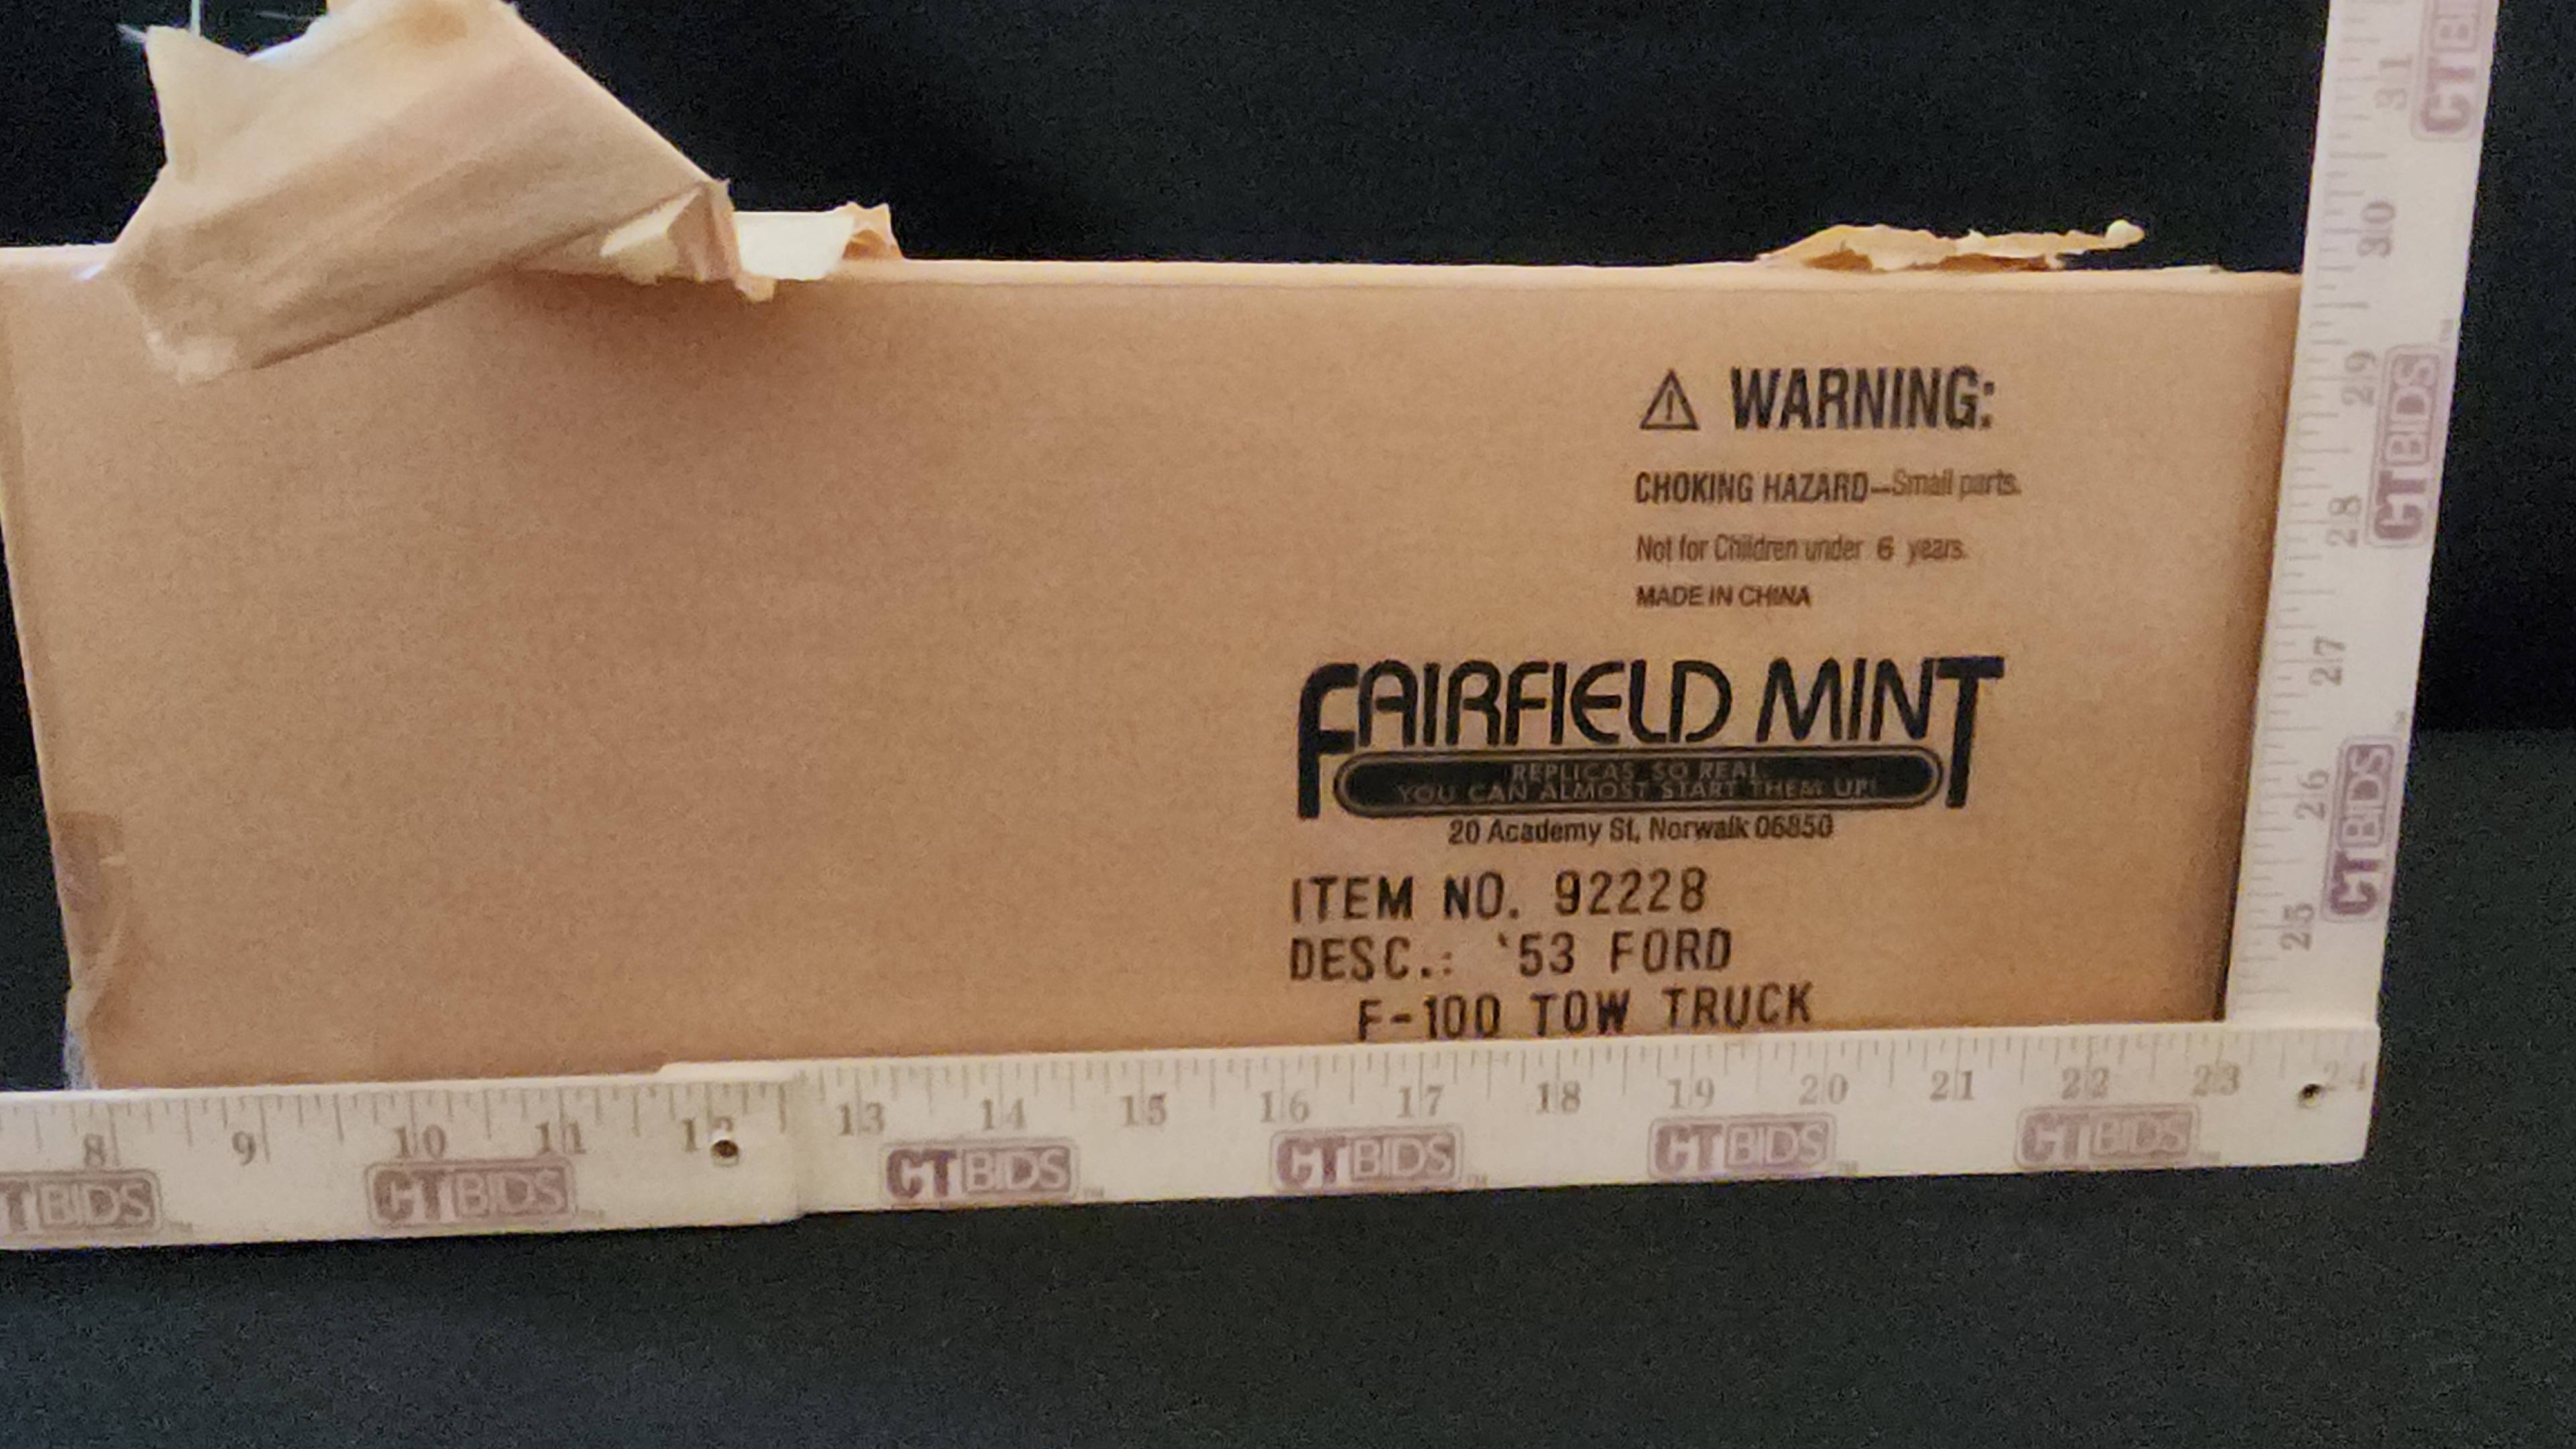 ⚠ WARNING:
CHOKING HAZARD–Small parts.
Not for Children under 6 years.
MADE IN CHINA
FAIRFIELD MINT
REPLICAS SO REAL
YOU CAN ALMOST START THEM UP!
20 Academy St, Norwalk 06850
ITEM NO. 92228
DESC.: '53 FORD
F-100 TOW TRUCK
8 9 10 11 12 13 14 15 16 17 18 19 20 21 22 23 24
TBIDS CTBIDS CTBIDS CTBIDS CTBIDS CTBIDS
25 26 27 28 29 30 31
CTBIDS CTBIDS CTBI